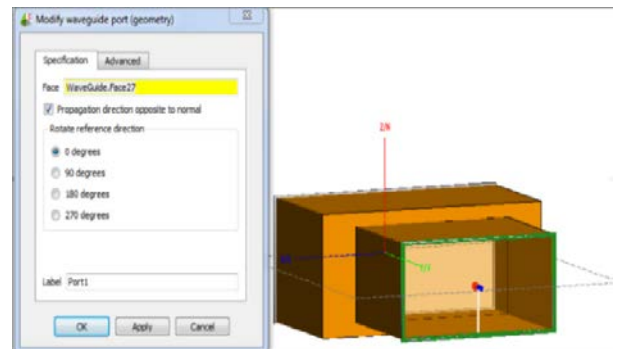 Modify waveguide port (geometry)
Specification
Advanced
Face WaveGuide.Face27
Propagation direction opposite to normal
Rotate reference direction
0 degrees
90 degrees
180 degrees
270 degrees
Label Port1
OK
Apply
Cancel
Z/N